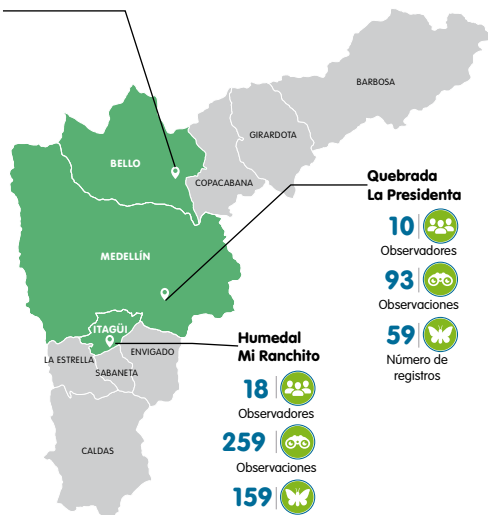 BARBOSA
GIRARDOTA
COPACABANA
BELLO
MEDELLÍN
ITAGÜI
LA ESTRELLA
ENVIGADO
SABANETA
CALDAS
Quebrada
La Presidenta
10
Observadores
93
Observaciones
59
Número de
registros
Humedal
Mi Ranchito
18
Observadores
259
Observaciones
159